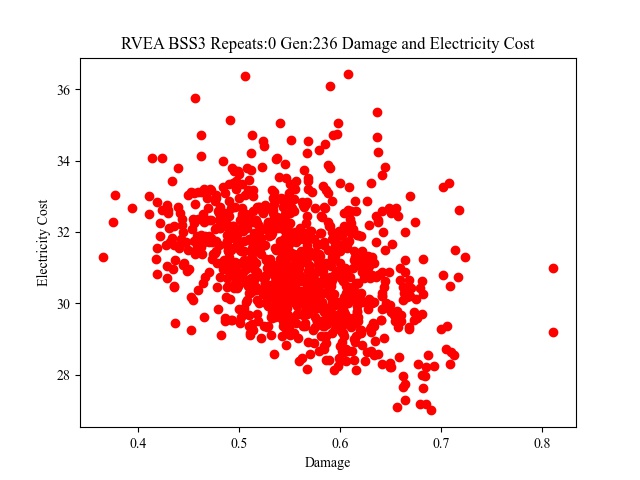 RVEA BSS3 Repeats:0 Gen:236 Damage and Electricity Cost
36
34
32
30
28
Electricity Cost
0.4 0.5 0.6 0.7 0.8
Damage